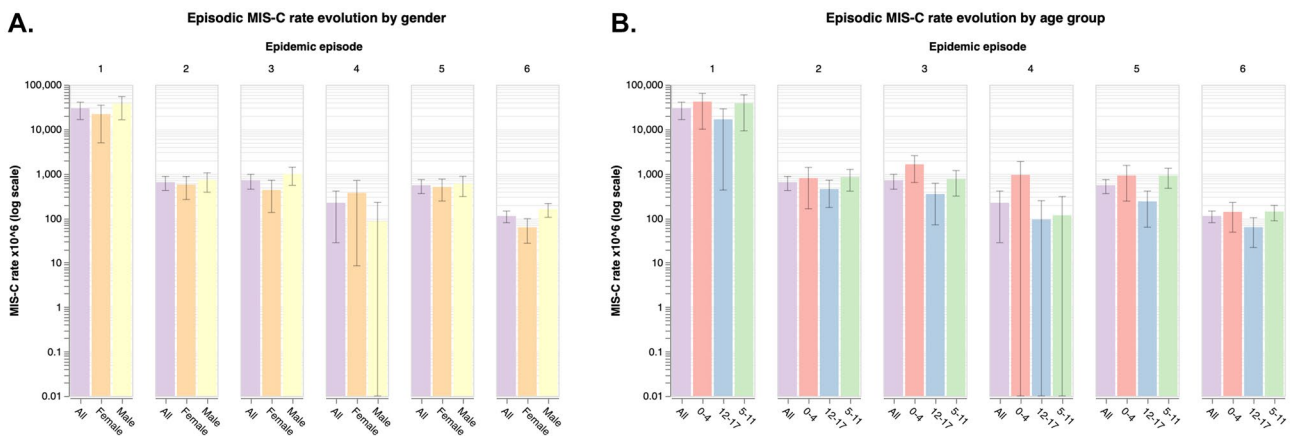 A.
Episodic MIS-C rate evolution by gender
Epidemic episode
1 2 3 4 5 6
MIS-C rate x10^6 (log scale)
100,000
10,000
1,000
100
10
1
0.1
0.01
All Female Male All Female Male All Female Male All Female Male All Female Male All Female Male
B.
Episodic MIS-C rate evolution by age group
Epidemic episode
1 2 3 4 5 6
MIS-C rate x10^6 (log scale)
100,000
10,000
1,000
100
10
1
0.1
0.01
All 0-4 12-17 5-11 All 0-4 12-17 5-11 All 0-4 12-17 5-11 All 0-4 12-17 5-11 All 0-4 12-17 5-11 All 0-4 12-17 5-11